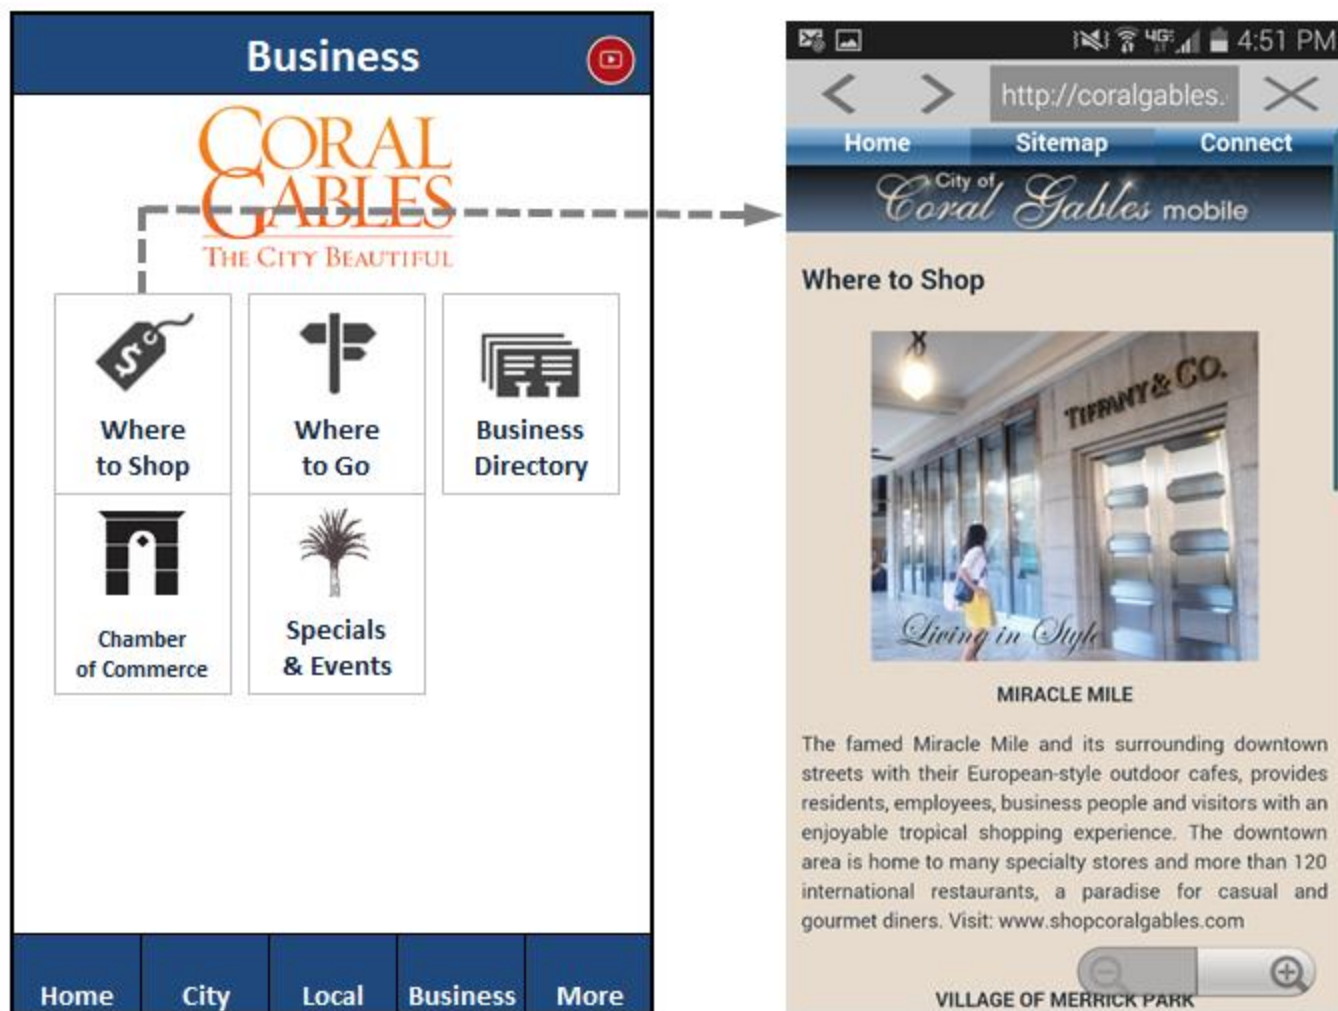 Business
CORAL
GABLES
THE CITY BEAUTIFUL
Where
to Shop
Where
to Go
Business
Directory
Chamber
of Commerce
Specials
& Events
Home City Local Business More
4G 4:51 PM
http://coralgables.
Home Sitemap Connect
City of
Coral Gables mobile
Where to Shop
TIFFANY & CO.
Living in Style
MIRACLE MILE
The famed Miracle Mile and its surrounding downtown
streets with their European-style outdoor cafes, provides
residents, employees, business people and visitors with an
enjoyable tropical shopping experience. The downtown
area is home to many specialty stores and more than 120
international restaurants, a paradise for casual and
gourmet diners. Visit: www.shopcoralgables.com
VILLAGE OF MERRICK PARK